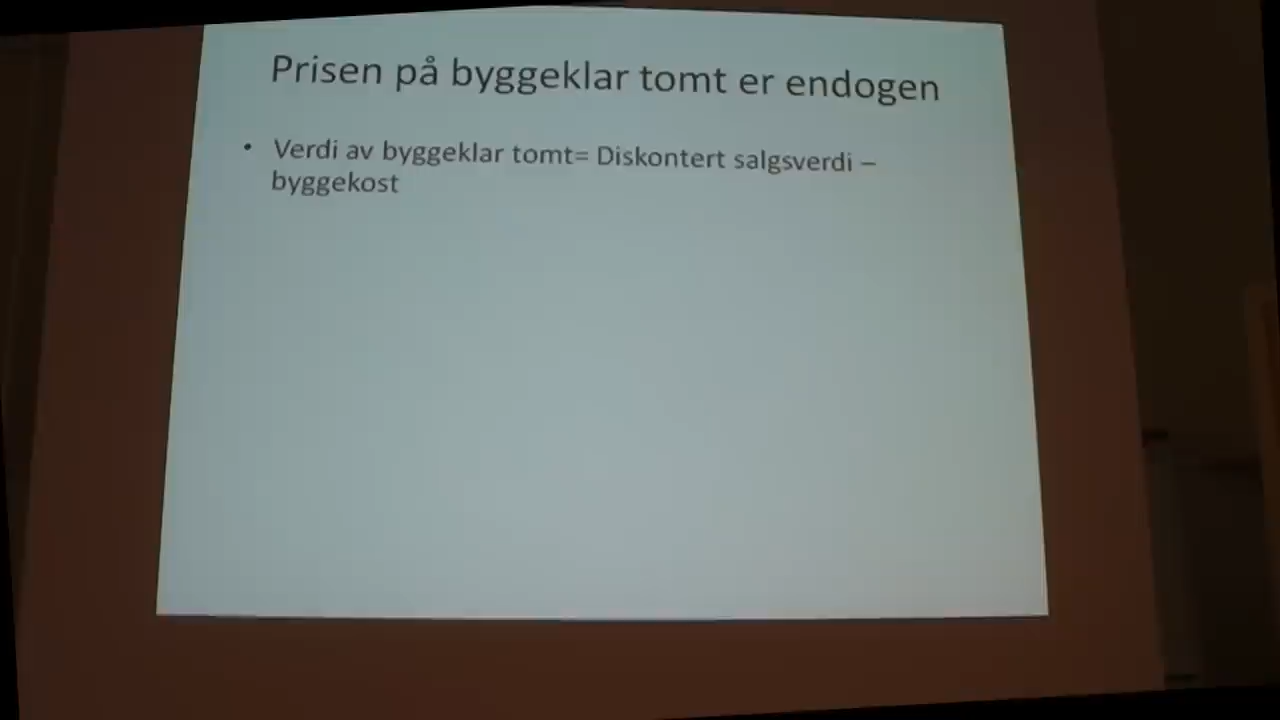 Prisen på byggeklar tomt er endogen
• Verdi av byggeklar tomt= Diskontert salgsverdi –
byggekost